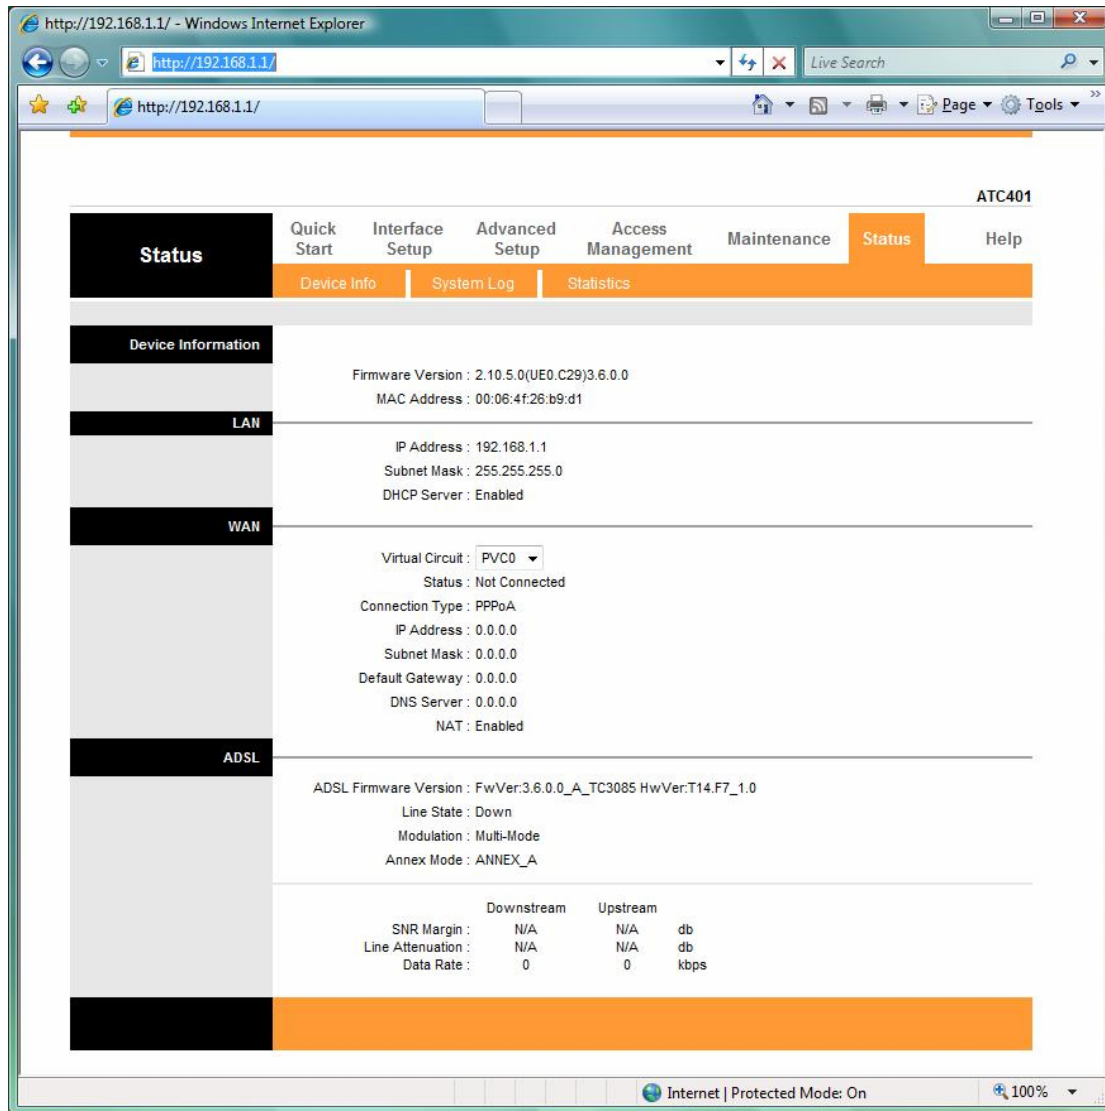 http://192.168.1.1/ - Windows Internet Explorer
http://192.168.1.1/
Live Search
http://192.168.1.1/
Page
Tools
ATC401
Status
Quick Start
Interface Setup
Advanced Setup
Access Management
Maintenance
Status
Help
Device Info
System Log
Statistics
Device Information
Firmware Version : 2.10.5.0(UE0.C29)3.6.0.0
MAC Address : 00:06:4f:26:b9:d1
LAN
IP Address : 192.168.1.1
Subnet Mask : 255.255.255.0
DHCP Server : Enabled
WAN
Virtual Circuit : PVC0
Status : Not Connected
Connection Type : PPPoA
IP Address : 0.0.0.0
Subnet Mask : 0.0.0.0
Default Gateway : 0.0.0.0
DNS Server : 0.0.0.0
NAT : Enabled
ADSL
ADSL Firmware Version : FwVer:3.6.0.0_A_TC3085 HwVer:T14.F7_1.0
Line State : Down
Modulation : Multi-Mode
Annex Mode : ANNEX_A
Downstream Upstream
SNR Margin : N/A N/A db
Line Attenuation : N/A N/A db
Data Rate : 0 0 kbps
Internet | Protected Mode: On
100%